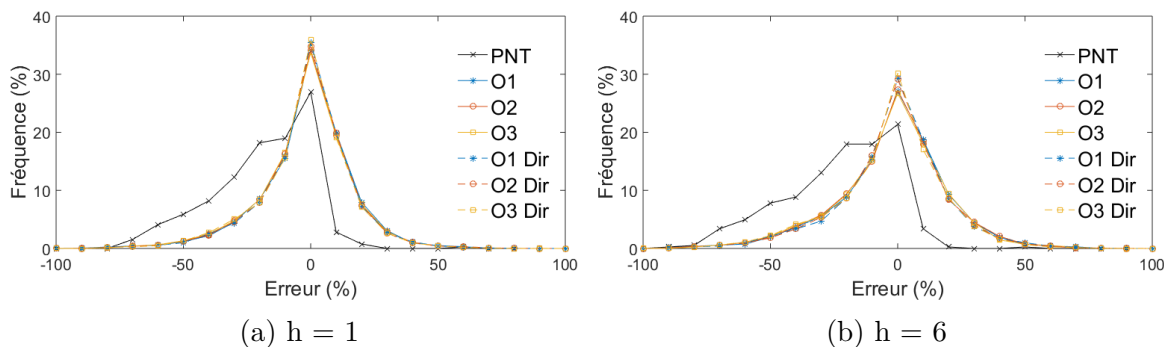 40
30
20
10
0
Fréquence (%)
-100
-50
0
50
100
Erreur (%)
PNT
O1
O2
O3
O1 Dir
O2 Dir
O3 Dir
(a) h = 1
40
30
20
10
0
Fréquence (%)
-100
-50
0
50
100
Erreur (%)
PNT
O1
O2
O3
O1 Dir
O2 Dir
O3 Dir
(b) h = 6